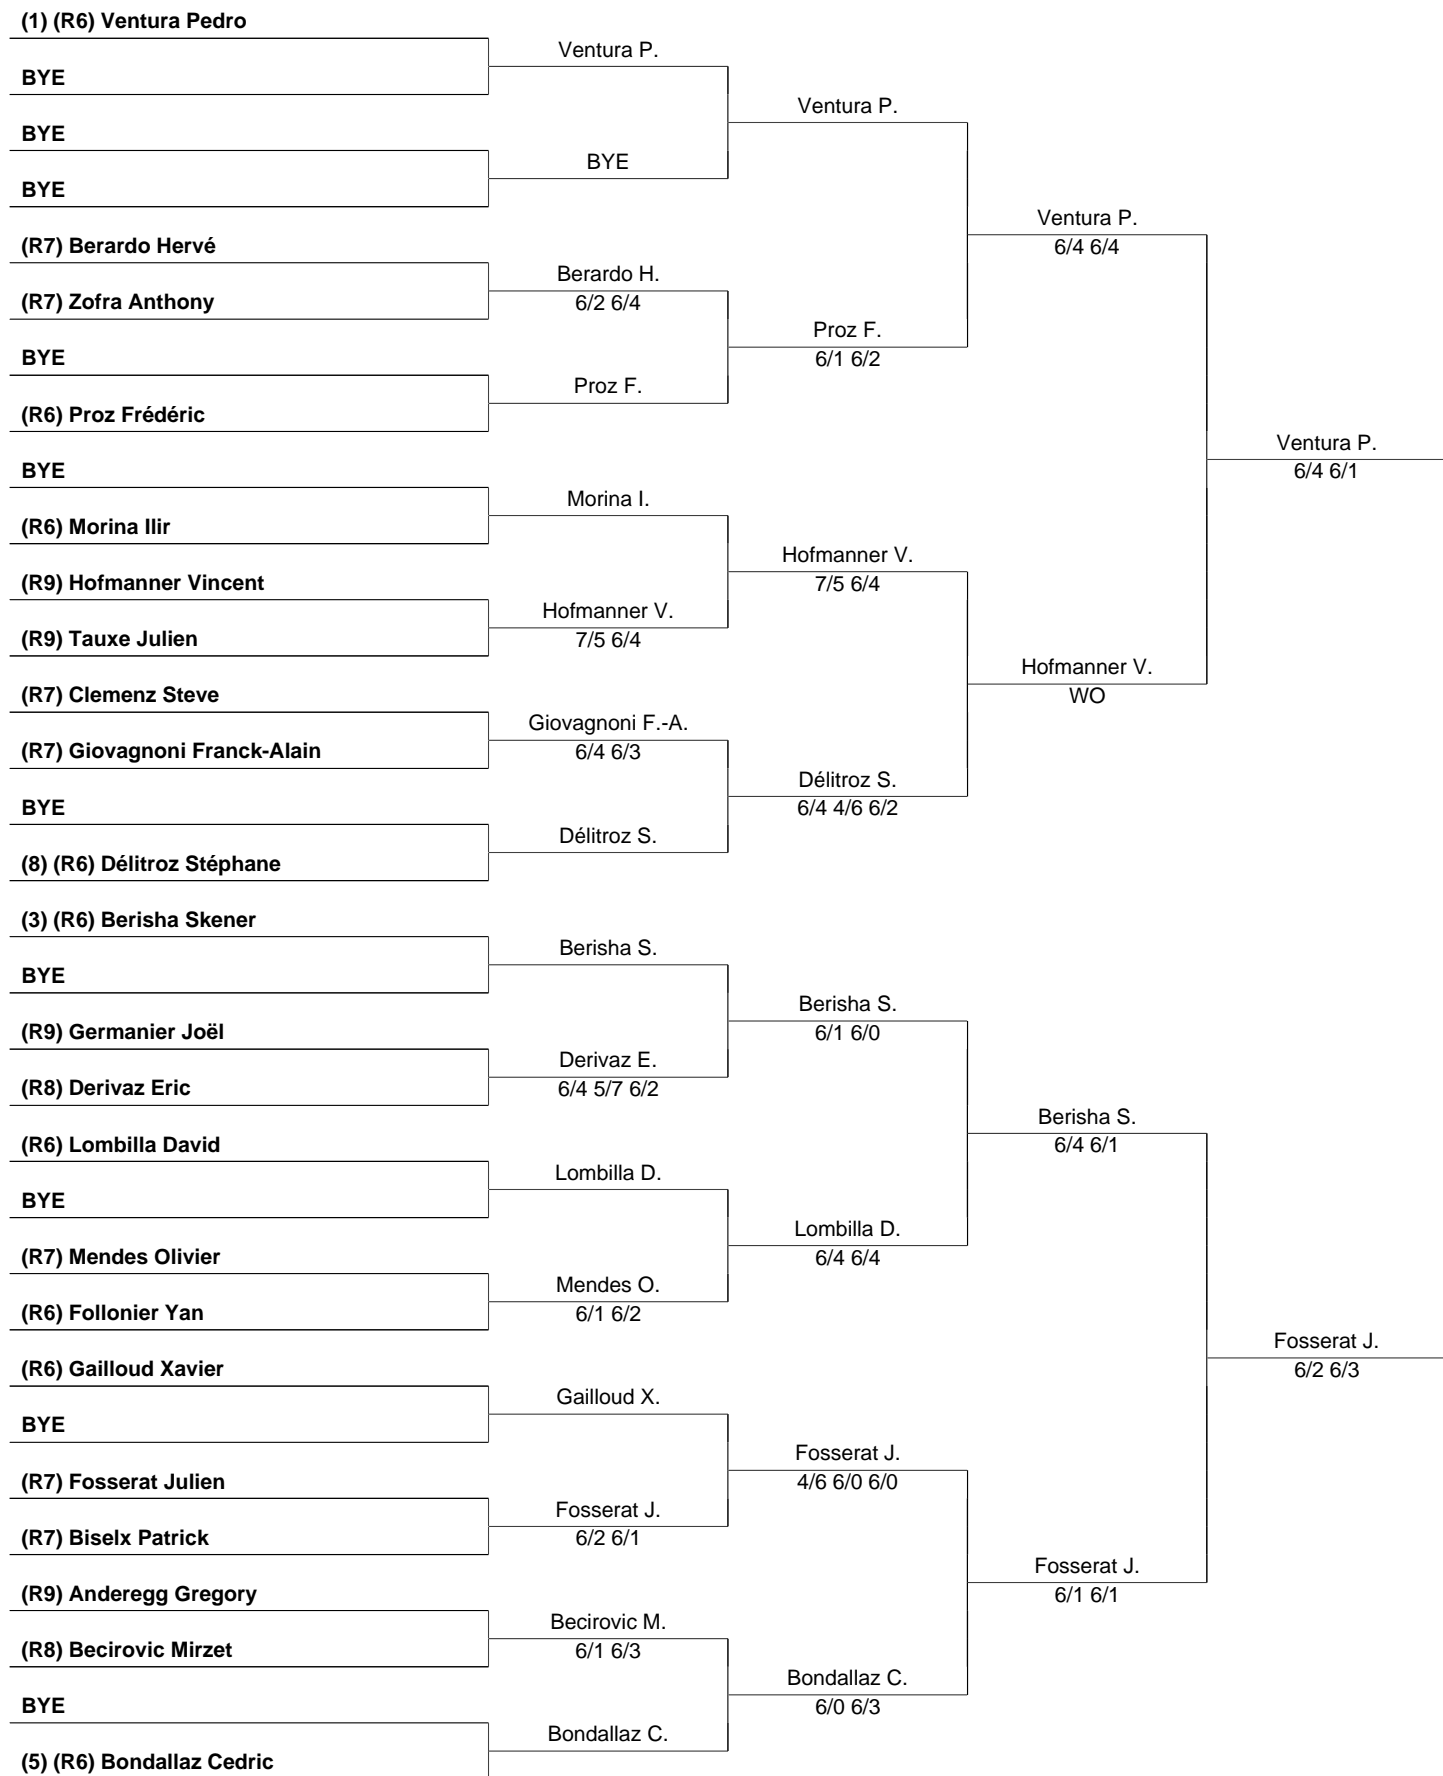 (1) (R6) Ventura Pedro
BYE
BYE
BYE
(R7) Berardo Hervé
(R7) Zofra Anthony
BYE
(R6) Proz Frédéric
BYE
(R6) Morina Ilir
(R9) Hofmanner Vincent
(R9) Tauxe Julien
(R7) Clemenz Steve
(R7) Giovagnoni Franck-Alain
BYE
(8) (R6) Délitroz Stéphane
(3) (R6) Berisha Skener
BYE
(R9) Germanier Joël
(R8) Derivaz Eric
(R6) Lombilla David
BYE
(R7) Mendes Olivier
(R6) Follonier Yan
(R6) Gailloud Xavier
BYE
(R7) Fosserat Julien
(R7) Biselx Patrick
(R9) Anderegg Gregory
(R8) Becirovic Mirzet
BYE
(5) (R6) Bondallaz Cedric
Ventura P.
BYE
Berardo H.
6/2 6/4
Proz F.
Morina I.
Hofmanner V.
7/5 6/4
Giovagnoni F.-A.
6/4 6/3
Délitroz S.
Berisha S.
Derivaz E.
6/4 5/7 6/2
Lombilla D.
Mendes O.
6/1 6/2
Gailloud X.
Fosserat J.
6/2 6/1
Becirovic M.
6/1 6/3
Bondallaz C.
Ventura P.
Proz F.
6/1 6/2
Hofmanner V.
7/5 6/4
Délitroz S.
6/4 4/6 6/2
Berisha S.
6/1 6/0
Lombilla D.
6/4 6/4
Fosserat J.
4/6 6/0 6/0
Bondallaz C.
6/0 6/3
Ventura P.
6/4 6/4
Hofmanner V.
WO
Berisha S.
6/4 6/1
Fosserat J.
6/1 6/1
Ventura P.
6/4 6/1
Fosserat J.
6/2 6/3